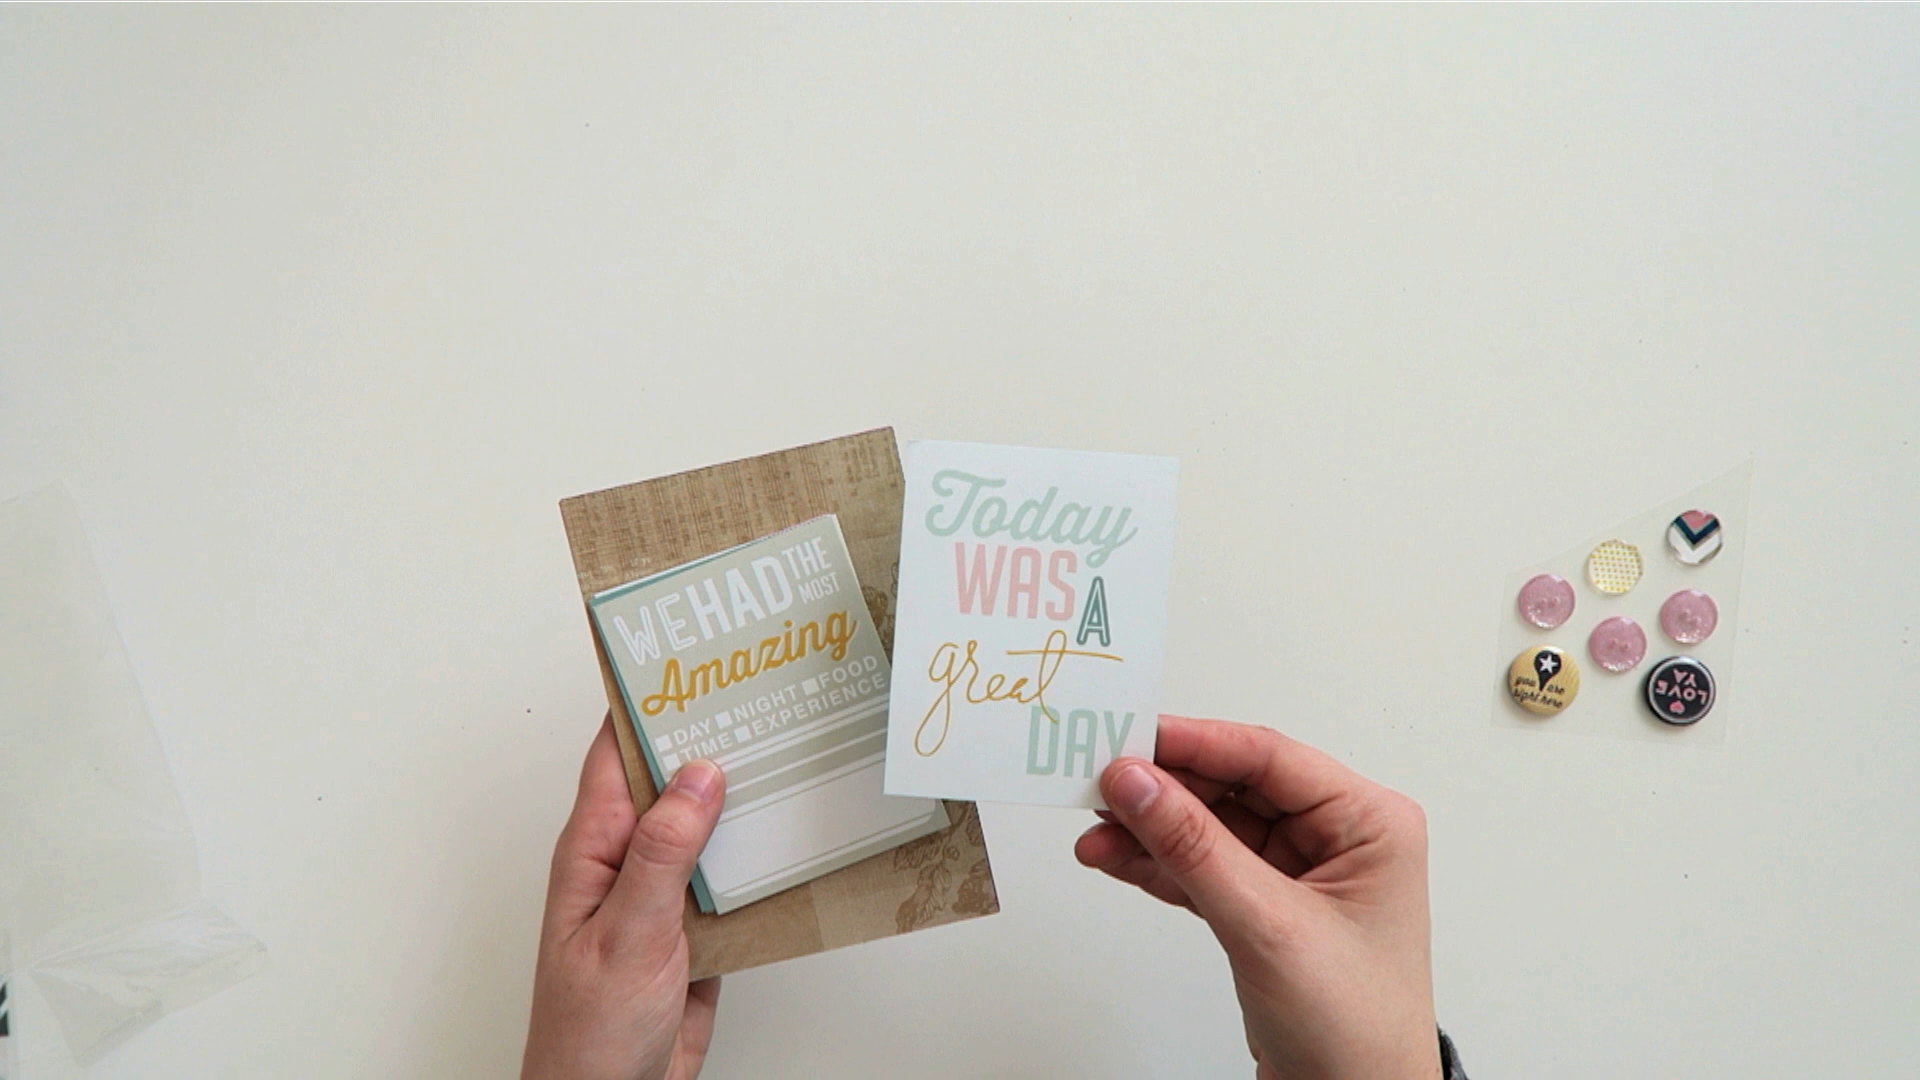 WE HAD THE
MOST
Amazing
DAY NIGHT FOOD
TIME EXPERIENCE
Today
WAS A
great
DAY
you are
right here
LOVE
YA